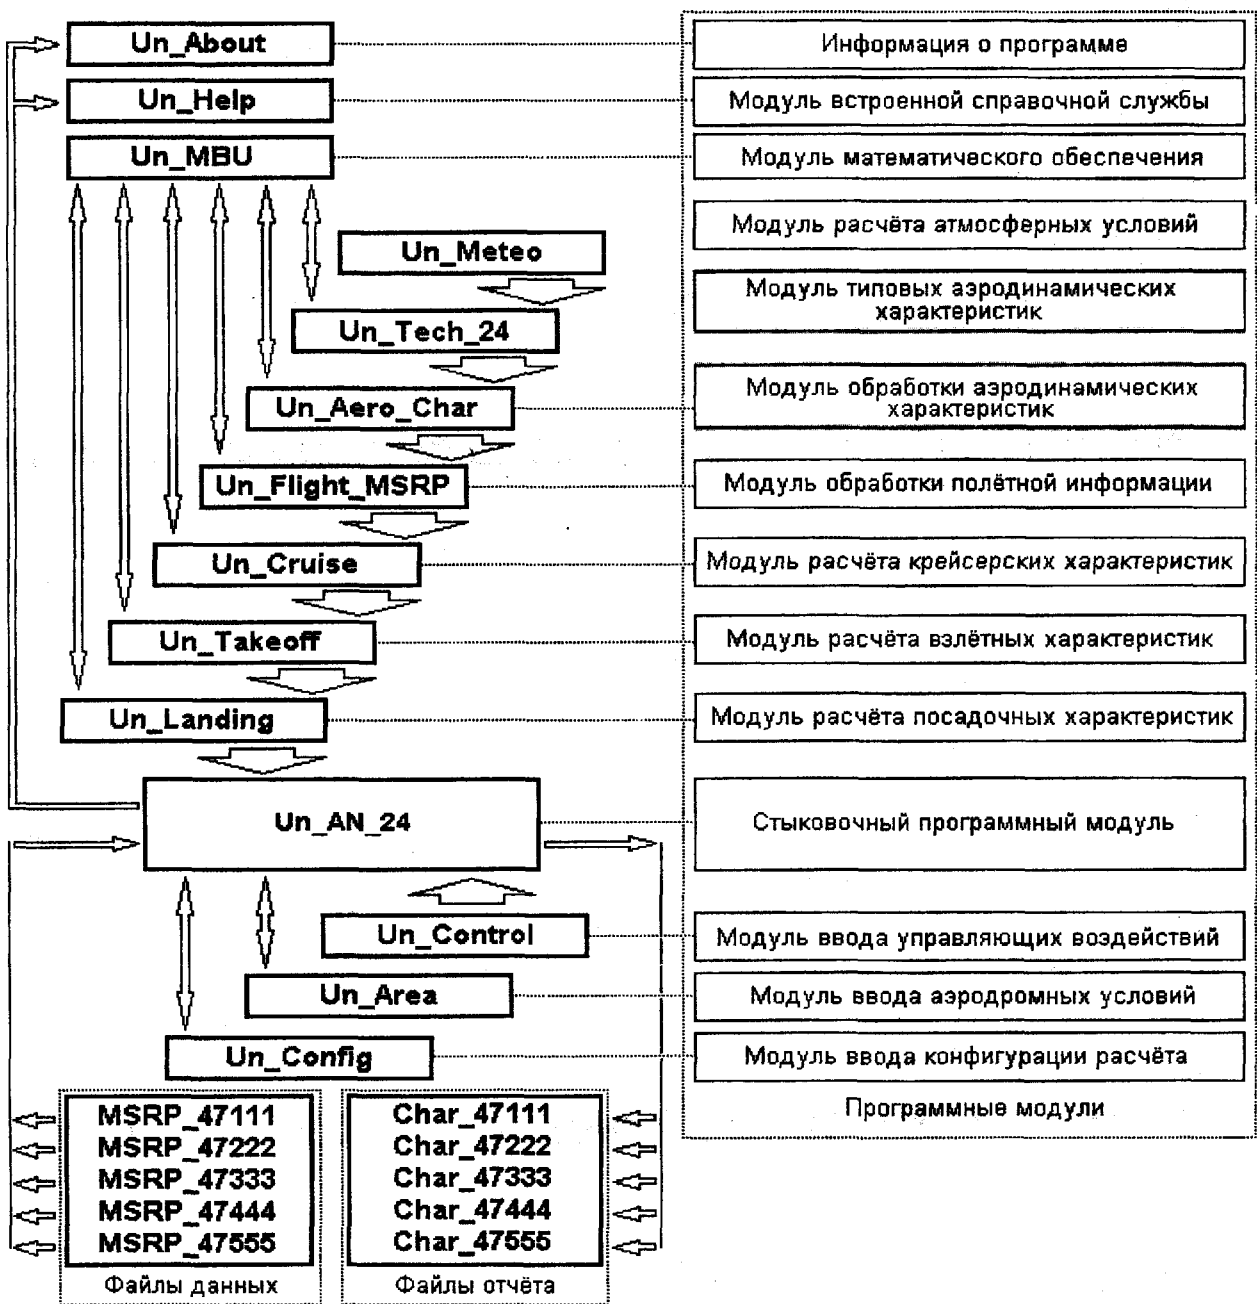 Un_About
Информация о программе
Un_Help
Модуль встроенной справочной службы
Un_MBU
Модуль математического обеспечения
Модуль расчёта атмосферных условий
Un_Meteo
Модуль типовых аэродинамических
характеристик
Un_Tech_24
Модуль обработки аэродинамических
характеристик
Un_Aero_Char
Un_Flight_MSRP
Модуль обработки полётной информации
Un_Cruise
Модуль расчёта крейсерских характеристик
Un_Takeoff
Модуль расчёта взлётных характеристик
Un_Landing
Модуль расчёта посадочных характеристик
Un_AN_24
Стыковочный программный модуль
Un_Control
Модуль ввода управляющих воздействий
Un_Area
Модуль ввода аэродромных условий
Un_Config
Модуль ввода конфигурации расчёта
Программные модули
MSRP_47111
MSRP_47222
MSRP_47333
MSRP_47444
MSRP_47555
Файлы данных
Char_47111
Char_47222
Char_47333
Char_47444
Char_47555
Файлы отчёта